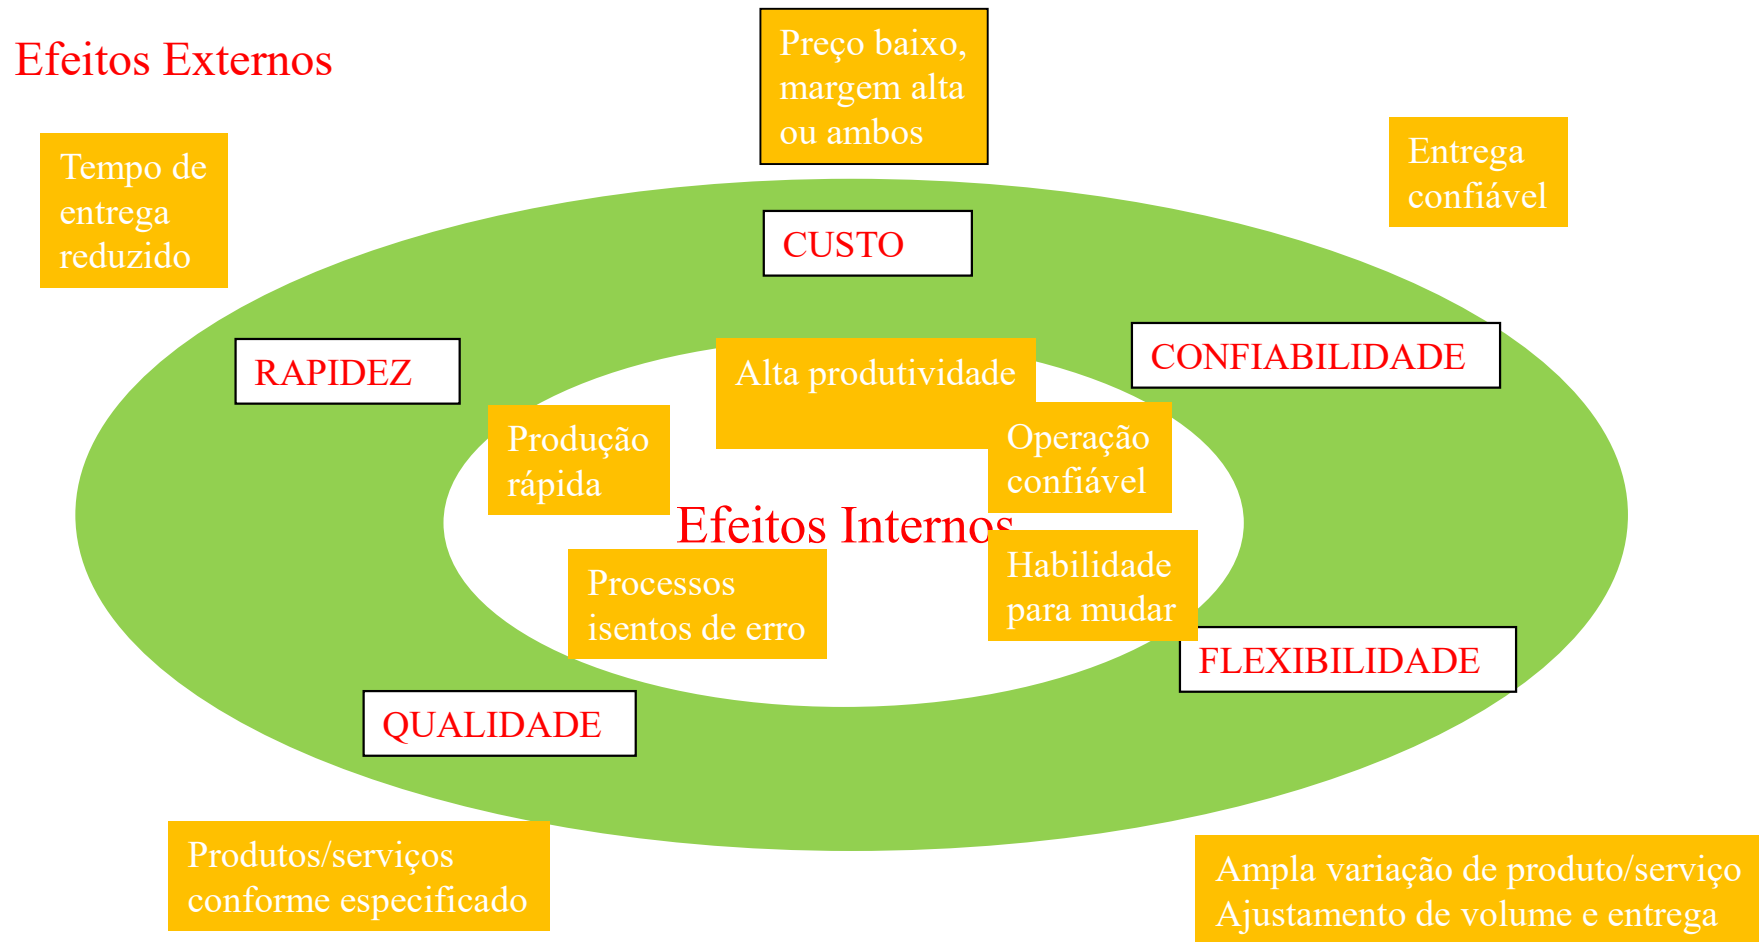 Efeitos Externos
Preço baixo,
margem alta
ou ambos
Tempo de
entrega
reduzido
Entrega
confiável
CUSTO
RAPIDEZ
CONFIABILIDADE
Alta produtividade
Produção
rápida
Operação
confiável
Efeitos Internos
Processos
isentos de erro
Habilidade
para mudar
FLEXIBILIDADE
QUALIDADE
Produtos/serviços
conforme especificado
Ampla variação de produto/serviço
Ajustamento de volume e entrega